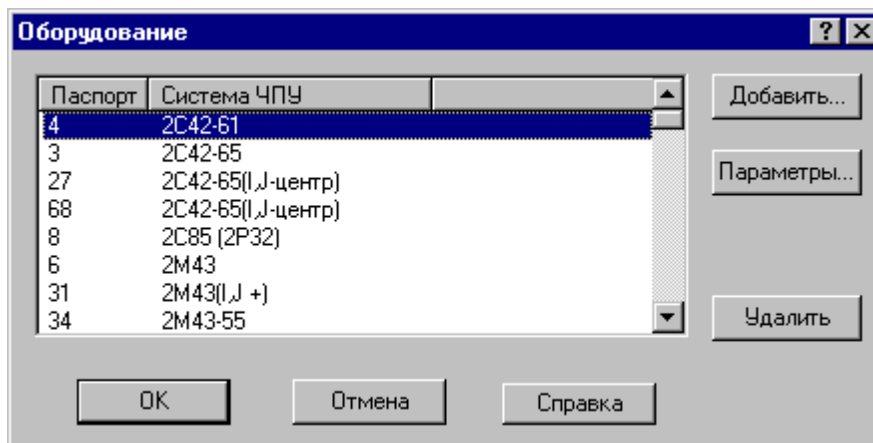 Оборудование
Паспорт Система ЧПУ
Добавить...
4 2С42-61
3 2С42-65
27 2С42-65(I,J-центр)
Параметры...
68 2С42-65(I,J-центр)
8 2С85 (2Р32)
6 2М43
31 2М43(I,J +)
34 2М43-55
Удалить
OK Отмена Справка